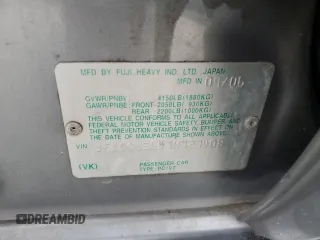 MFD BY FUJI HEAVY IND. LTD. JAPAN
MFD IN
GVWR/PNBV 4150LB(1880KG)
GAWR/PNBE (FRONT-2050LB( 930KG)
REAR -2200LB(1000KG)
THIS VEHICLE CONFORMS TO ALL APPLICABLE
FEDERAL MOTOR VEHICLE SAFETY, BUMPER, AND
THEFT PREVENTION STANDARDS IN EFFECT ON
THE DATE OF MANUFACTURE SHOWN ABOVE.
VIN
(VK) PASSENGER CAR
TYPE:
© AUTOBIDMASTER